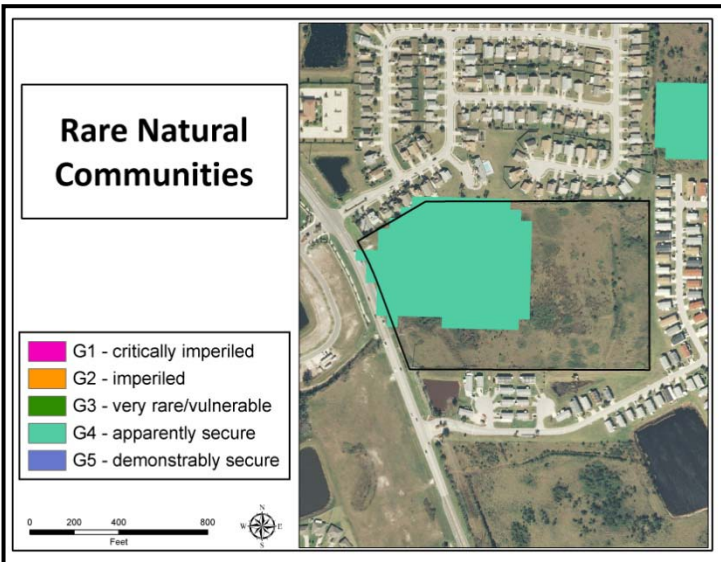 Rare Natural
Communities
G1 - critically imperiled
G2 - imperiled
G3 - very rare/vulnerable
G4 - apparently secure
G5 - demonstrably secure
0 200 400 800
Feet
N
W E
S